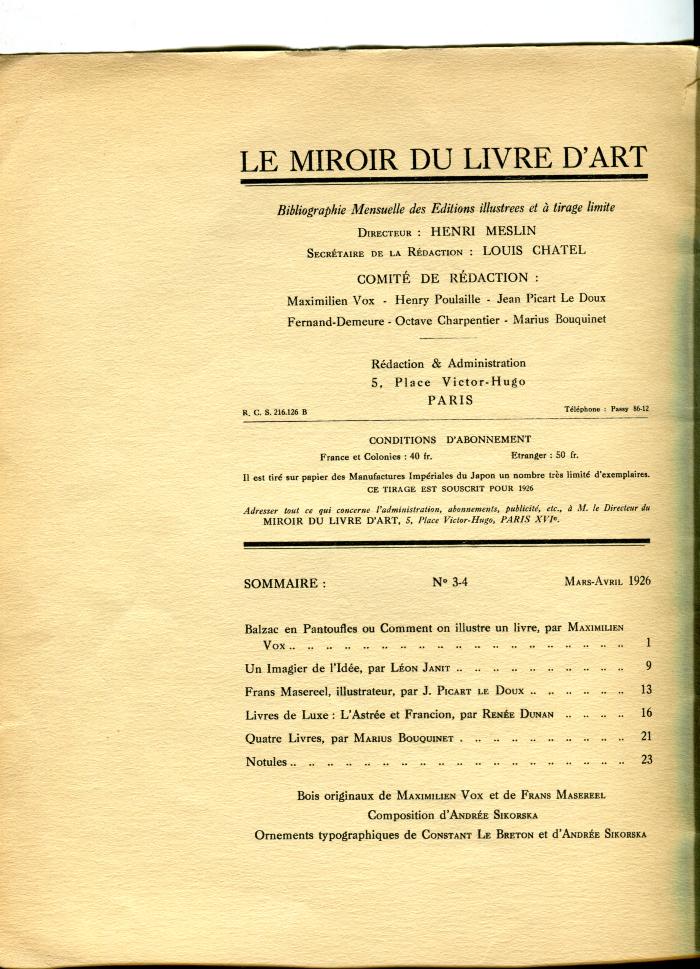 LE MIROIR DU LIVRE D'ART
Bibliographie Mensuelle des Editions illustrees et à tirage limite
DIRECTEUR : HENRI MESLIN
SECRÉTAIRE DE LA RÉDACTION : LOUIS CHATEL
COMITÉ DE RÉDACTION :
Maximilien Vox - Henry Poulaille - Jean Picart Le Doux
Fernand-Demeure - Octave Charpentier - Marius Bouquinet
Rédaction & Administration
5, Place Victor-Hugo
PARIS
R. C. S. 216.126 B Téléphone : Passy 86-12
CONDITIONS D'ABONNEMENT
France et Colonies : 40 fr. Etranger : 50 fr.
Il est tiré sur papier des Manufactures Impériales du Japon un nombre très limité d'exemplaires.
CE TIRAGE EST SOUSCRIT POUR 1926
Adresser tout ce qui concerne l'administration, abonnements, publicité, etc., à M. le Directeur du
MIROIR DU LIVRE D'ART, 5, Place Victor-Hugo, PARIS XVIe.
SOMMAIRE : No 3-4 MARS-AVRIL 1926
Balzac en Pantoufles ou Comment on illustre un livre, par MAXIMILIEN
VOX .. .. .. .. .. .. .. .. .. .. .. .. .. .. .. .. .. .. .. 1
Un Imagier de l'Idée, par LÉON JANIT .. .. .. .. .. .. .. .. .. .. 9
Frans Masereel, illustrateur, par J. PICART LE DOUX .. .. .. .. .. .. 13
Livres de Luxe : L'Astrée et Francion, par RENÉE DUNAN .. .. .. .. 16
Quatre Livres, par MARIUS BOUQUINET . .. .. .. .. .. .. .. .. .. 21
Notules .. .. .. .. .. .. .. .. .. .. .. .. .. .. .. .. .. .. .. 23
Bois originaux de MAXIMILIEN VOX et de FRANS MASEREEL
Composition d'ANDRÉE SIKORSKA
Ornements typographiques de CONSTANT LE BRETON et d'ANDRÉE SIKORSKA